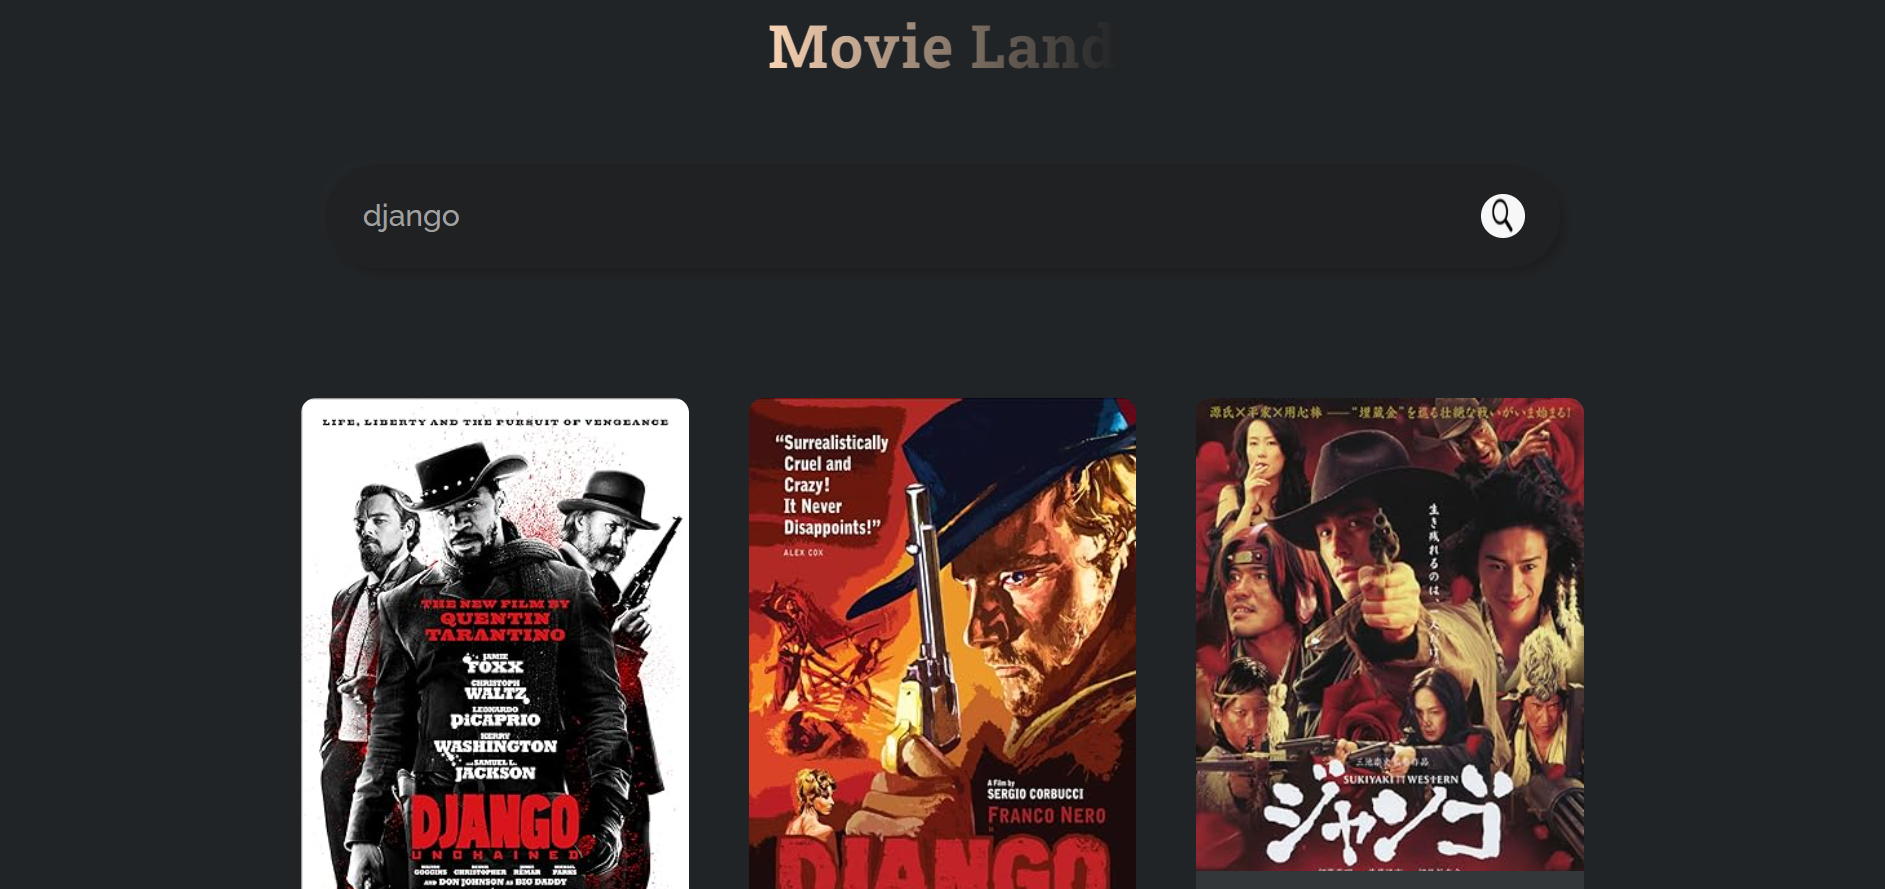 Movie Land
django
LIFE, LIBERTY AND THE PURSUIT OF VENGEANCE
THE NEW FILM BY
QUENTIN
TARANTINO
JAMIE
FOXX
CHRISTOPH
WALTZ
LEONARDO
DiCAPRIO
KERRY
WASHINGTON
AND SAMUEL L.
JACKSON
DJANGO
UNCHAINED
WALTON DENNIS JAMES MICHAEL
GOGGINS CHRISTOPHER REMAR PARKS
AND DON JOHNSON AS BIG DADDY
“Surrealistically
Cruel and
Crazy!
It Never
Disappoints!”
ALEX COX
A Film by
SERGIO CORBUCCI
FRANCO NERO
is
DJANGO
源氏×平家×用心棒 ——“埋蔵金”を巡る壮絶な戦いがいま始まる!
生き残れるのは、
三池崇史監督作品
SUKIYAKI WESTERN
ジャンゴ